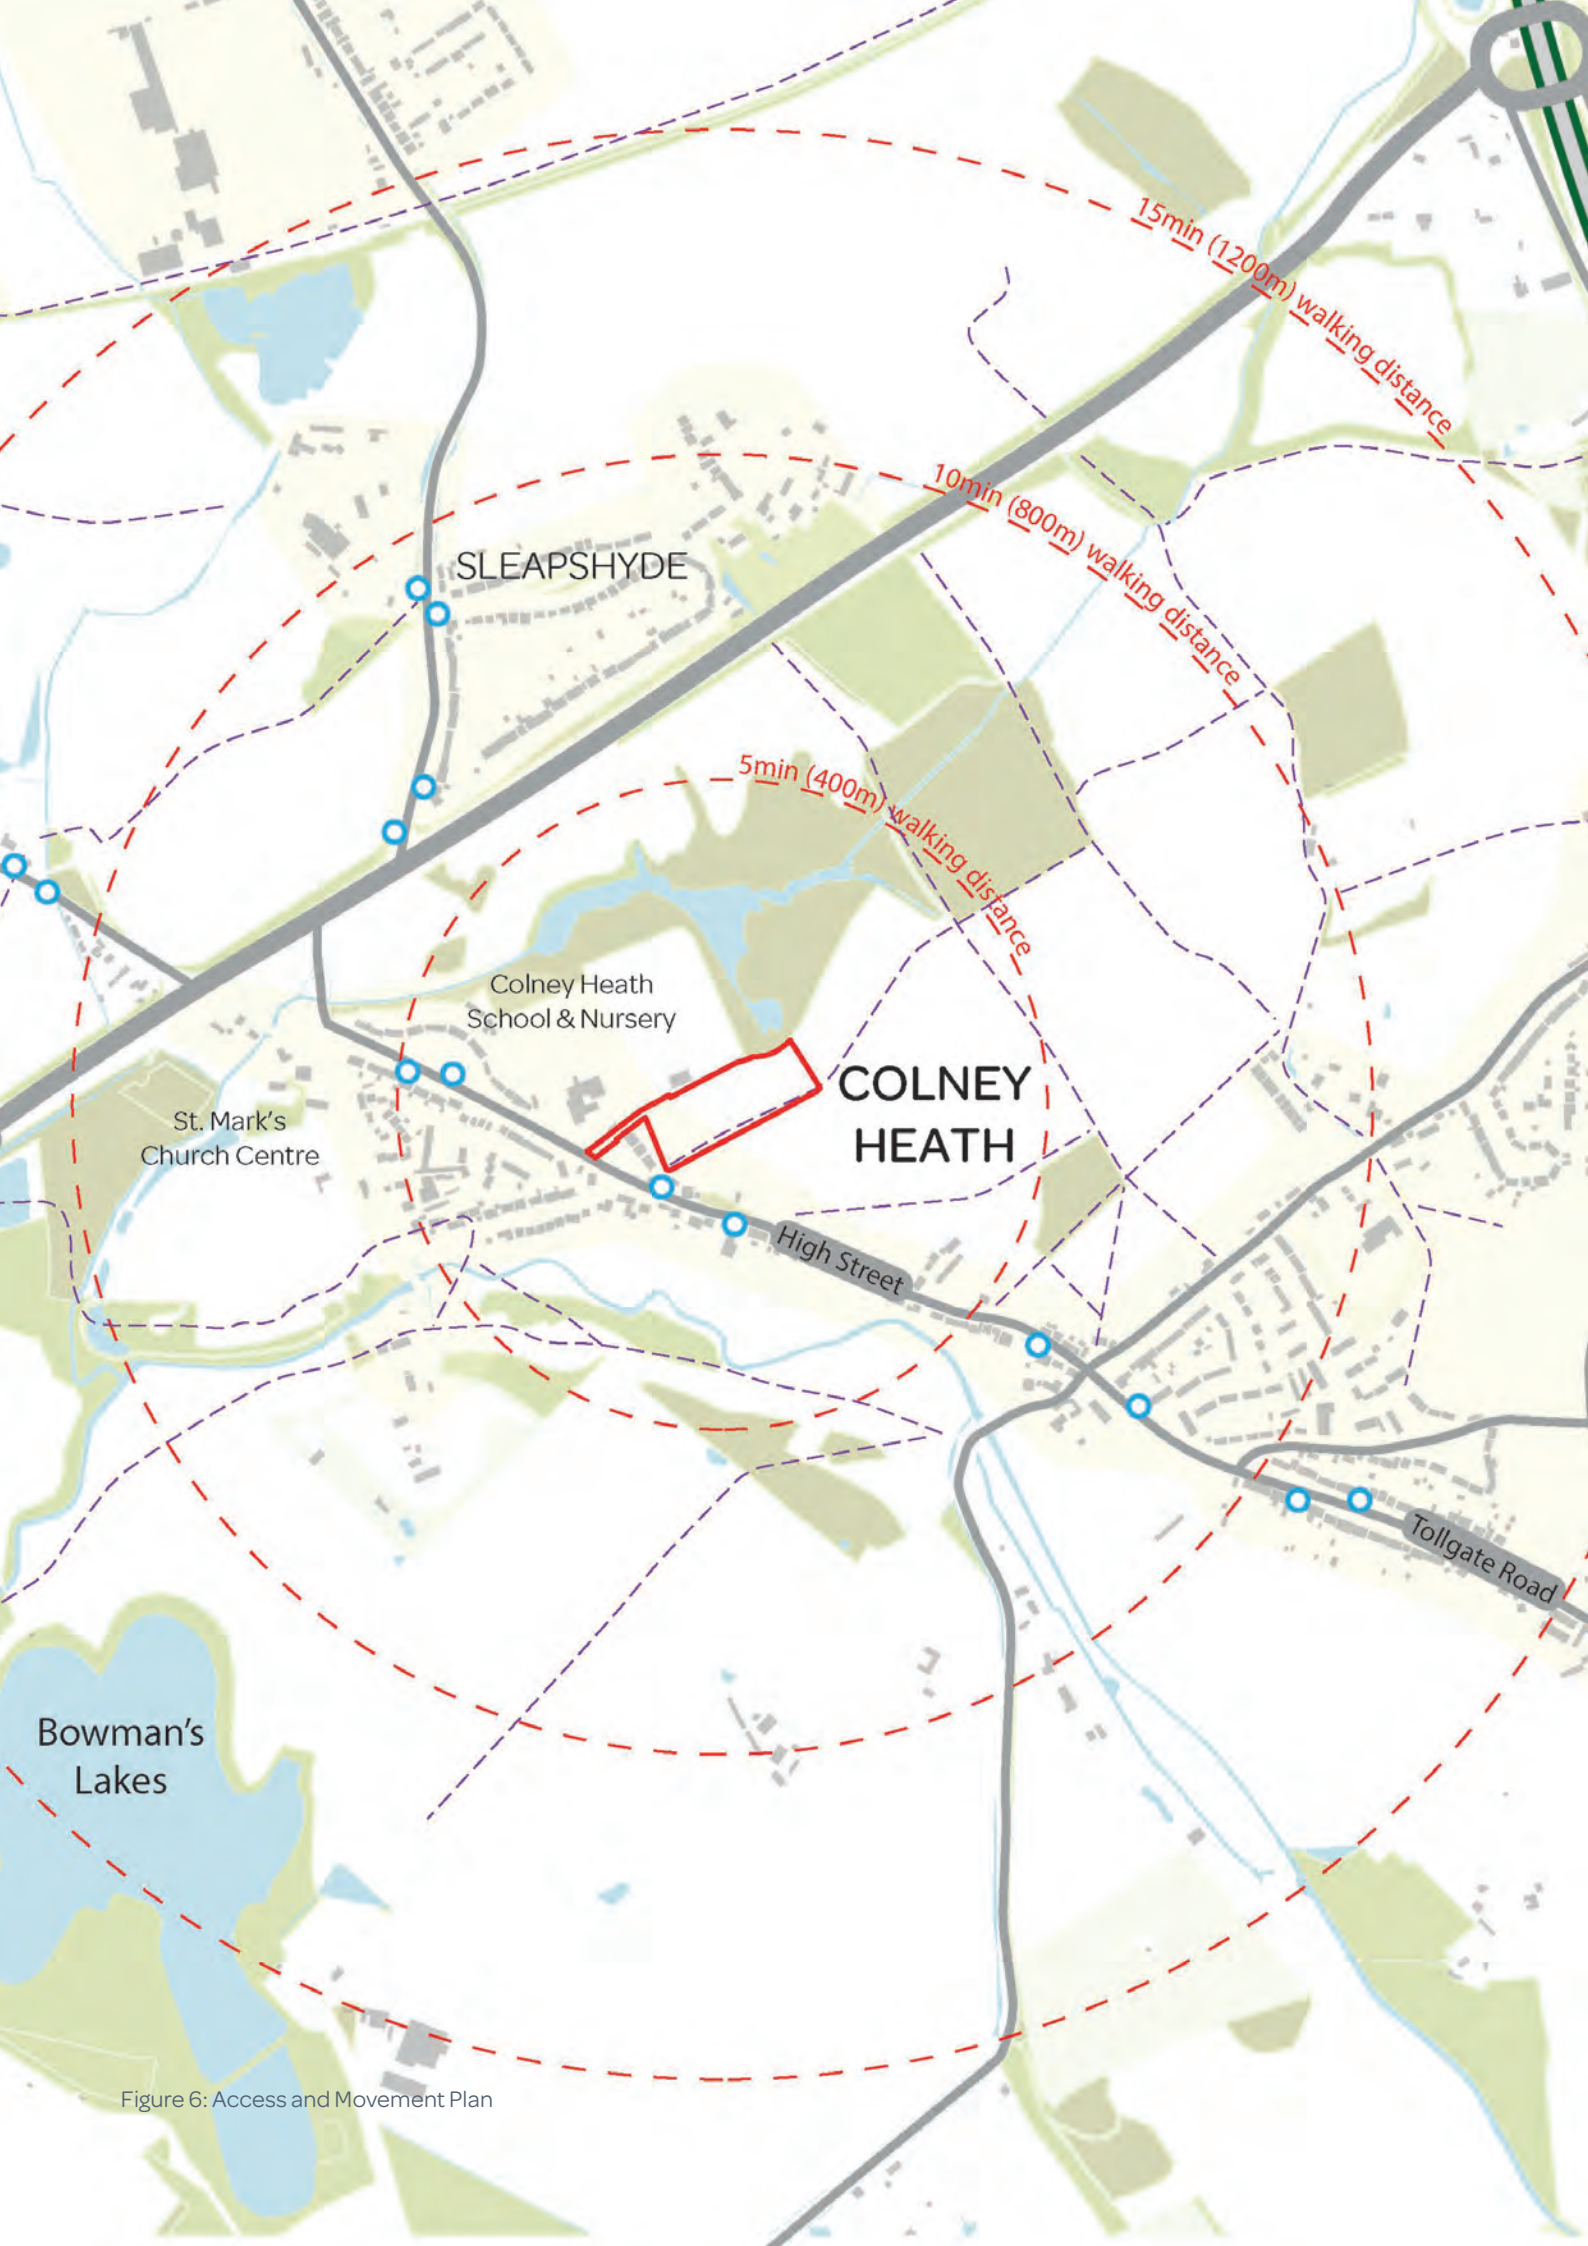 15min (1200m) walking distance
10min (800m) walking distance
SLEAPSHYDE
5min (400m) walking distance
Colney Heath
School & Nursery
COLNEY
HEATH
St. Mark's
Church Centre
High Street
Tollgate Road
Bowman's
Lakes
Figure 6: Access and Movement Plan